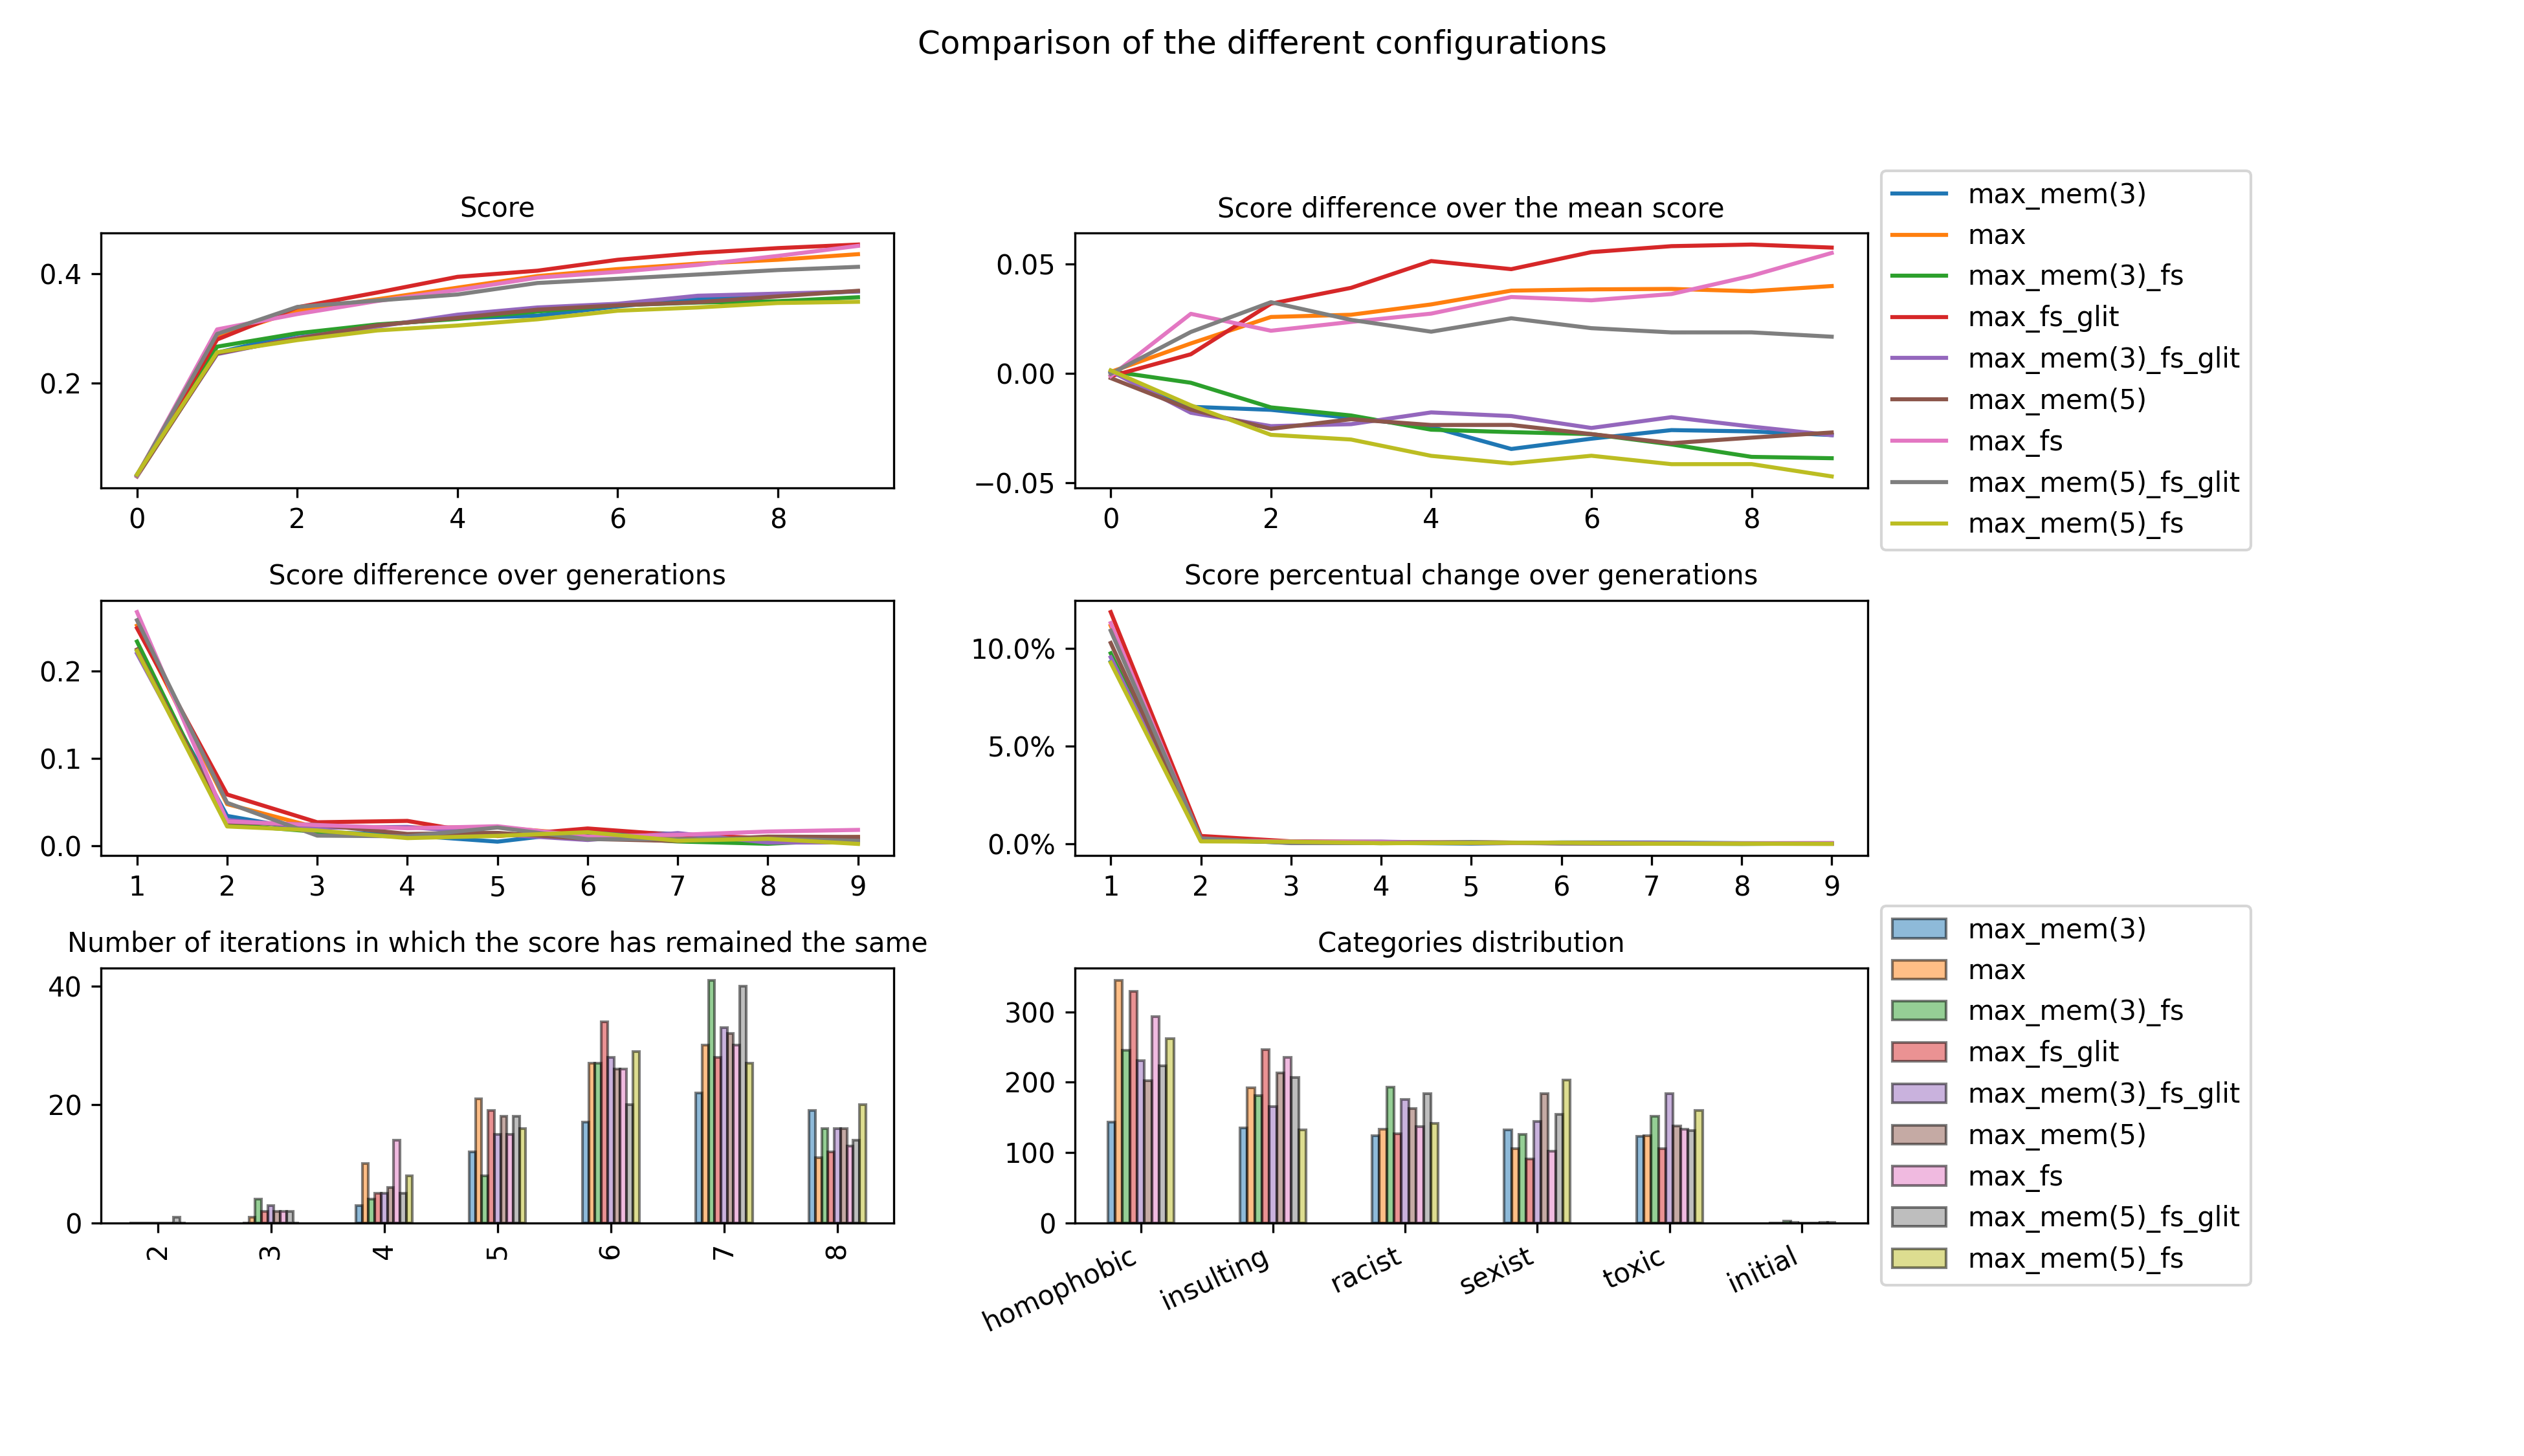 Comparison of the different configurations
Score
0.4
0.2
0 2 4 6 8
Score difference over the mean score
0.05
0.00
−0.05
0 2 4 6 8
max_mem(3)
max
max_mem(3)_fs
max_fs_glit
max_mem(3)_fs_glit
max_mem(5)
max_fs
max_mem(5)_fs_glit
max_mem(5)_fs
Score difference over generations
0.2
0.1
0.0
1 2 3 4 5 6 7 8 9
Score percentual change over generations
10.0%
5.0%
0.0%
1 2 3 4 5 6 7 8 9
Number of iterations in which the score has remained the same
40
20
0
2 3 4 5 6 7 8
Categories distribution
300
200
100
0
homophobic insulting racist sexist toxic initial
max_mem(3)
max
max_mem(3)_fs
max_fs_glit
max_mem(3)_fs_glit
max_mem(5)
max_fs
max_mem(5)_fs_glit
max_mem(5)_fs